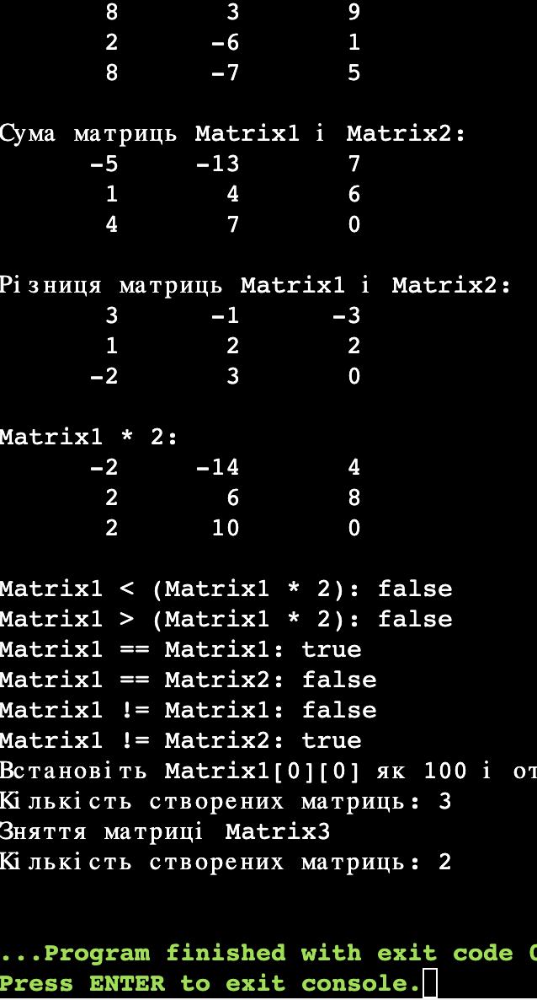 8 3 9
2 -6 1
8 -7 5
Сума матриць Matrix1 і Matrix2:
-5 -13 7
1 4 6
4 7 0
Різниця матриць Matrix1 і Matrix2:
3 -1 -3
1 2 2
-2 3 0
Matrix1 * 2:
-2 -14 4
2 6 8
2 10 0
Matrix1 < (Matrix1 * 2): false
Matrix1 > (Matrix1 * 2): false
Matrix1 == Matrix1: true
Matrix1 == Matrix2: false
Matrix1 != Matrix1: false
Matrix1 != Matrix2: true
Встановіть Matrix1[0][0] як 100 і от
Кількість створених матриць: 3
Зняття матриці Matrix3
Кількість створених матриць: 2
...Program finished with exit code 0
Press ENTER to exit console.